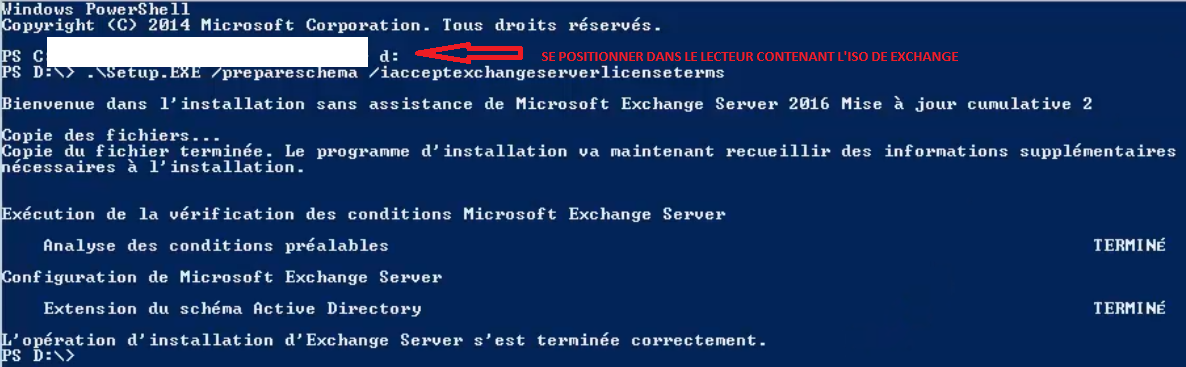 Windows PowerShell
Copyright (C) 2014 Microsoft Corporation. Tous droits réservés.
PS C: d: SE POSITIONNER DANS LE LECTEUR CONTENANT L'ISO DE EXCHANGE
PS D:\> .\Setup.EXE /prepareschema /iacceptexchangeserverlicenseterms
Bienvenue dans l'installation sans assistance de Microsoft Exchange Server 2016 Mise à jour cumulative 2
Copie des fichiers...
Copie du fichier terminée. Le programme d'installation va maintenant recueillir des informations supplémentaires
nécessaires à l'installation.
Exécution de la vérification des conditions Microsoft Exchange Server
Analyse des conditions préalables TERMINÉ
Configuration de Microsoft Exchange Server
Extension du schéma Active Directory TERMINÉ
L'opération d'installation d'Exchange Server s'est terminée correctement.
PS D:\>